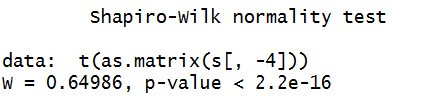 Shapiro-Wilk normality test
data:  t(as.matrix(s[, -4]))
W = 0.64986, p-value < 2.2e-16